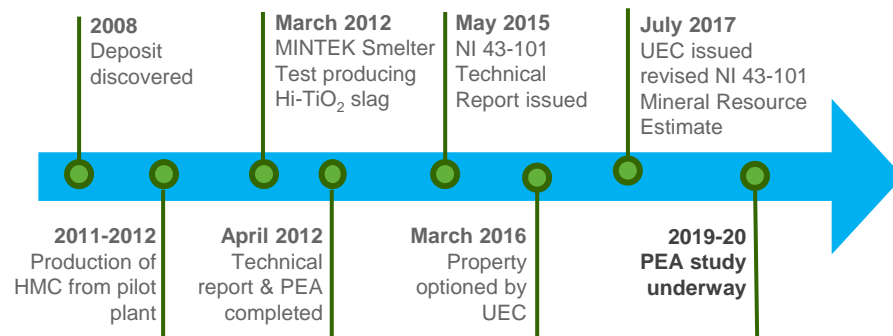 2008
Deposit
discovered
March 2012
MINTEK Smelter
Test producing
Hi-TiO₂ slag
May 2015
NI 43-101
Technical
Report issued
July 2017
UEC issued
revised NI 43-101
Mineral Resource
Estimate
2011-2012
Production of
HMC from pilot
plant
April 2012
Technical
report & PEA
completed
March 2016
Property
optioned by
UEC
2019-20
PEA study
underway